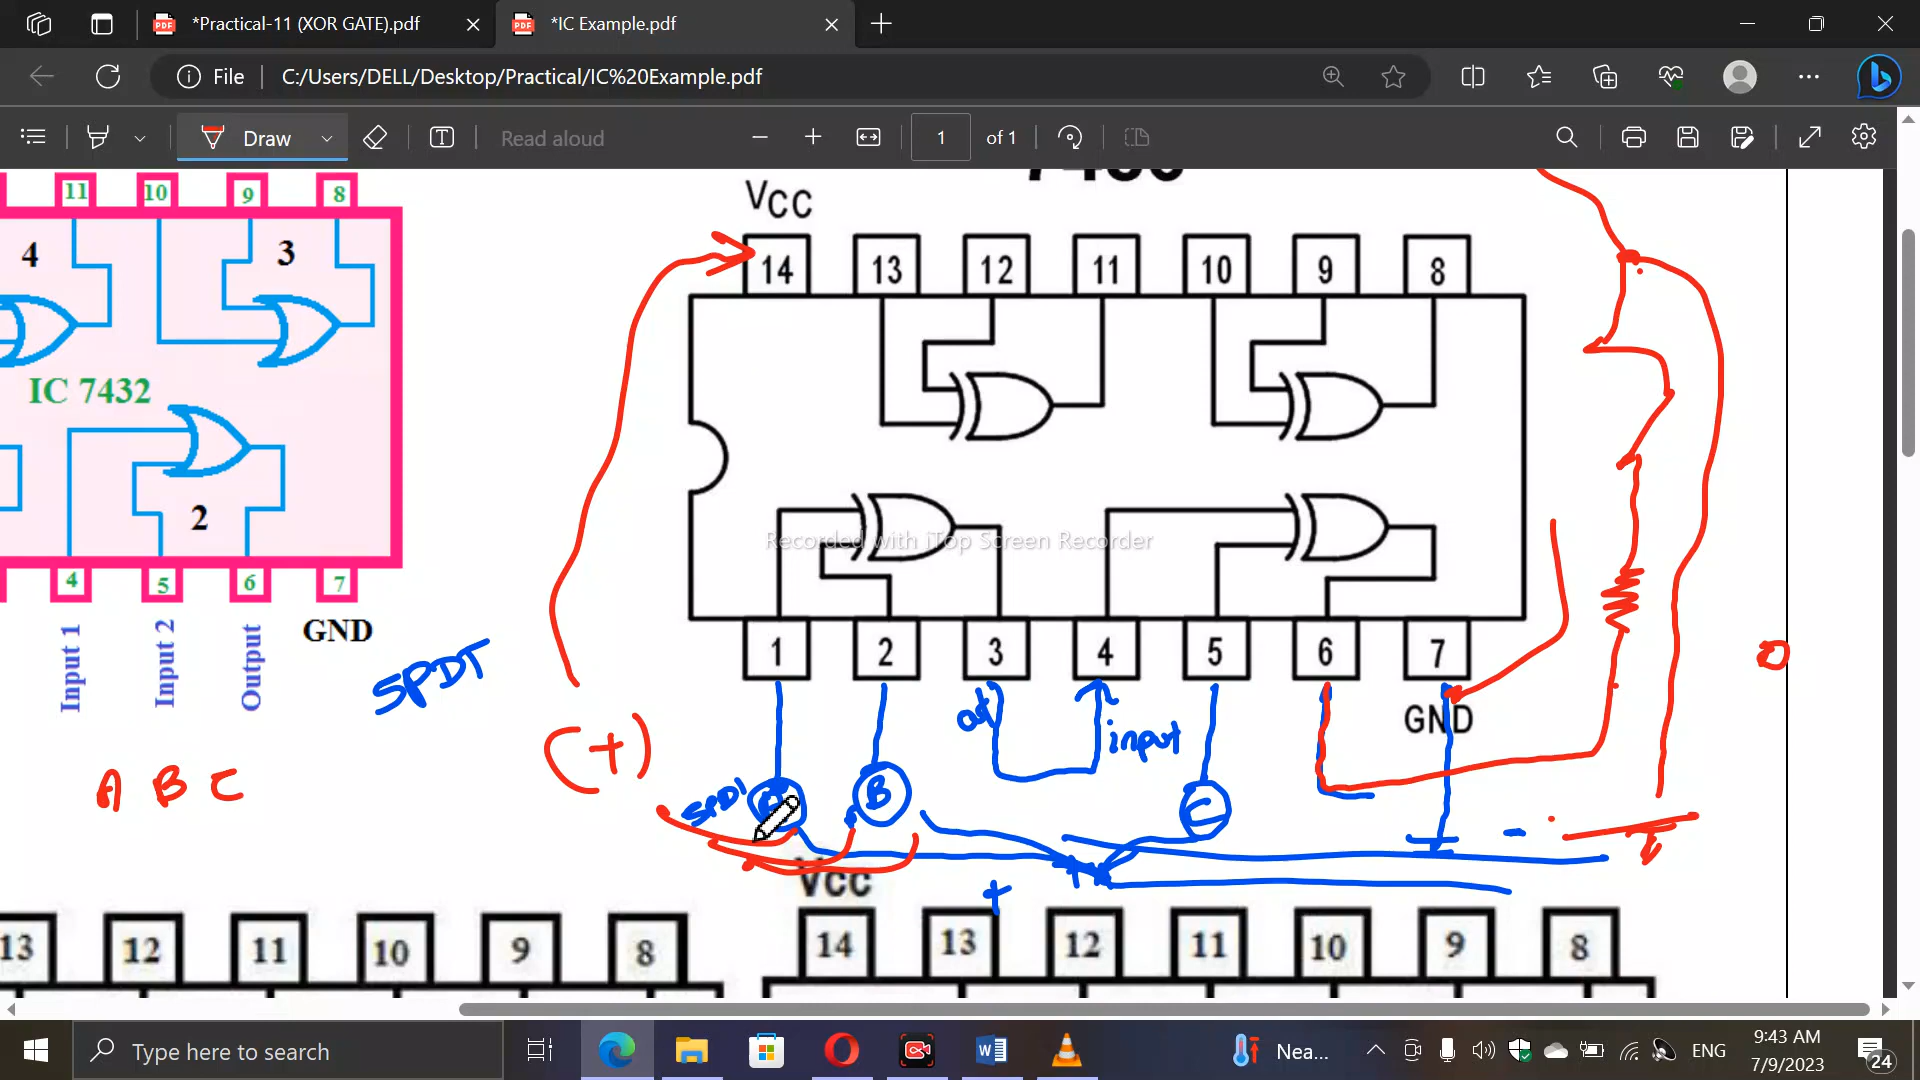 *Practical-11 (XOR GATE).pdf
*IC Example.pdf
File
C:/Users/DELL/Desktop/Practical/IC%20Example.pdf
Draw
Read aloud
1
of 1
11 10 9 8
4 3
IC 7432
2
4 5 6 7
Input 1
Input 2
Output
GND
VCC
14 13 12 11 10 9 8
Recorded with iTop Screen Recorder
1 2 3 4 5 6 7
GND
SPDT
input
(+)
A B C
B
C
+
-
Vcc
13 12 11 10 9 8
14 13 12 11 10 9 8
Type here to search
Nea...
ENG
9:43 AM
7/9/2023
24